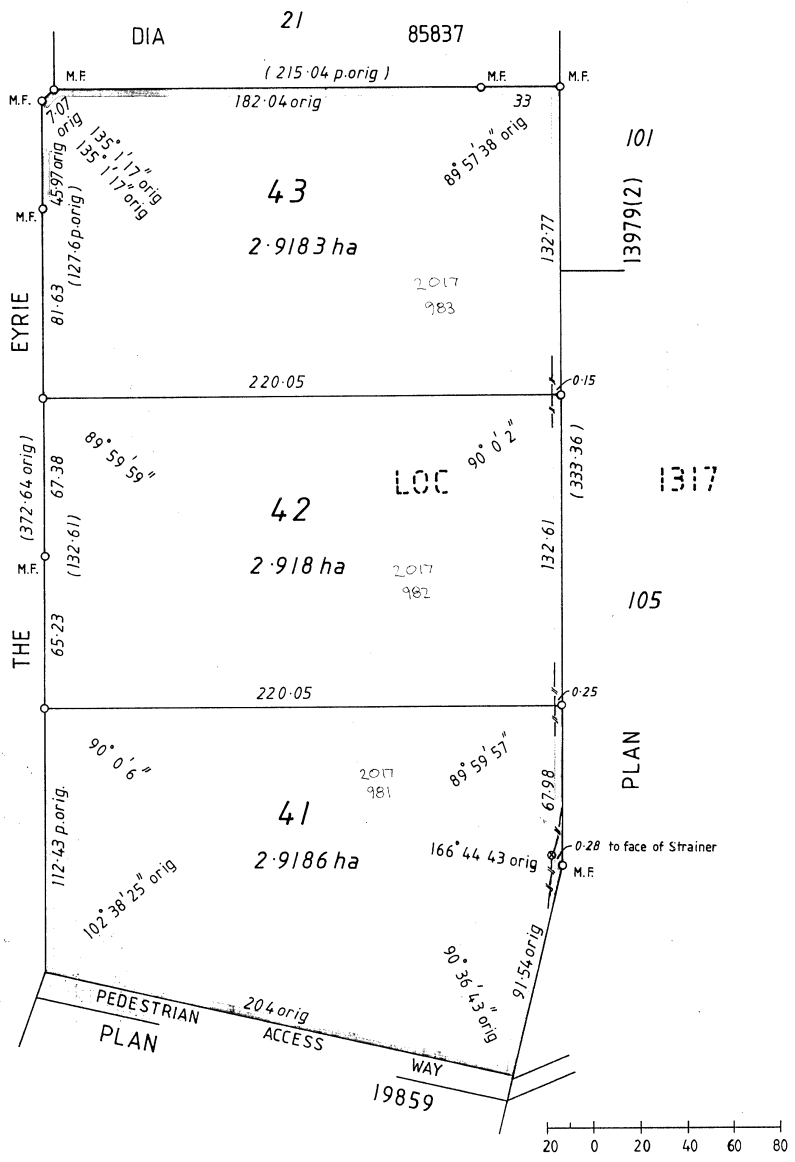 21
DIA
85837
M.F.
(215·04 p.orig)
M.F.
M.F.
M.F.
7·07
orig
182·04 orig
33
135° 1' 17" orig
135° 1' 17" orig
89° 57' 38" orig
101
45·97 orig
(127·6 p.orig)
43
13979(2)
M.F.
2·9183 ha
132·77
2017
983
81·63
EYRIE
220·05
0·15
89° 59' 59"
90° 0' 2"
(372·64 orig)
67·38
LOC
(333·36)
1317
42
(132·61)
132·61
M.F.
2·918 ha
2017
982
105
65·23
THE
220·05
0·25
90° 0' 6"
89° 59' 57"
2017
981
67·98
PLAN
112·43 p.orig.
41
2·9186 ha
166° 44 43 orig
0·28 to face of Strainer
M.F.
102° 38' 25" orig
90° 36' 43" orig
91·54 orig
PEDESTRIAN ACCESS WAY
204 orig
PLAN
19859
20 0 20 40 60 80